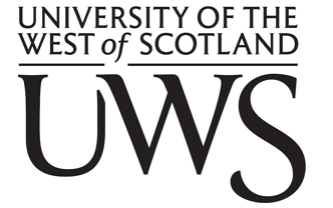 UNIVERSITY OF THE
WEST of SCOTLAND
UWS